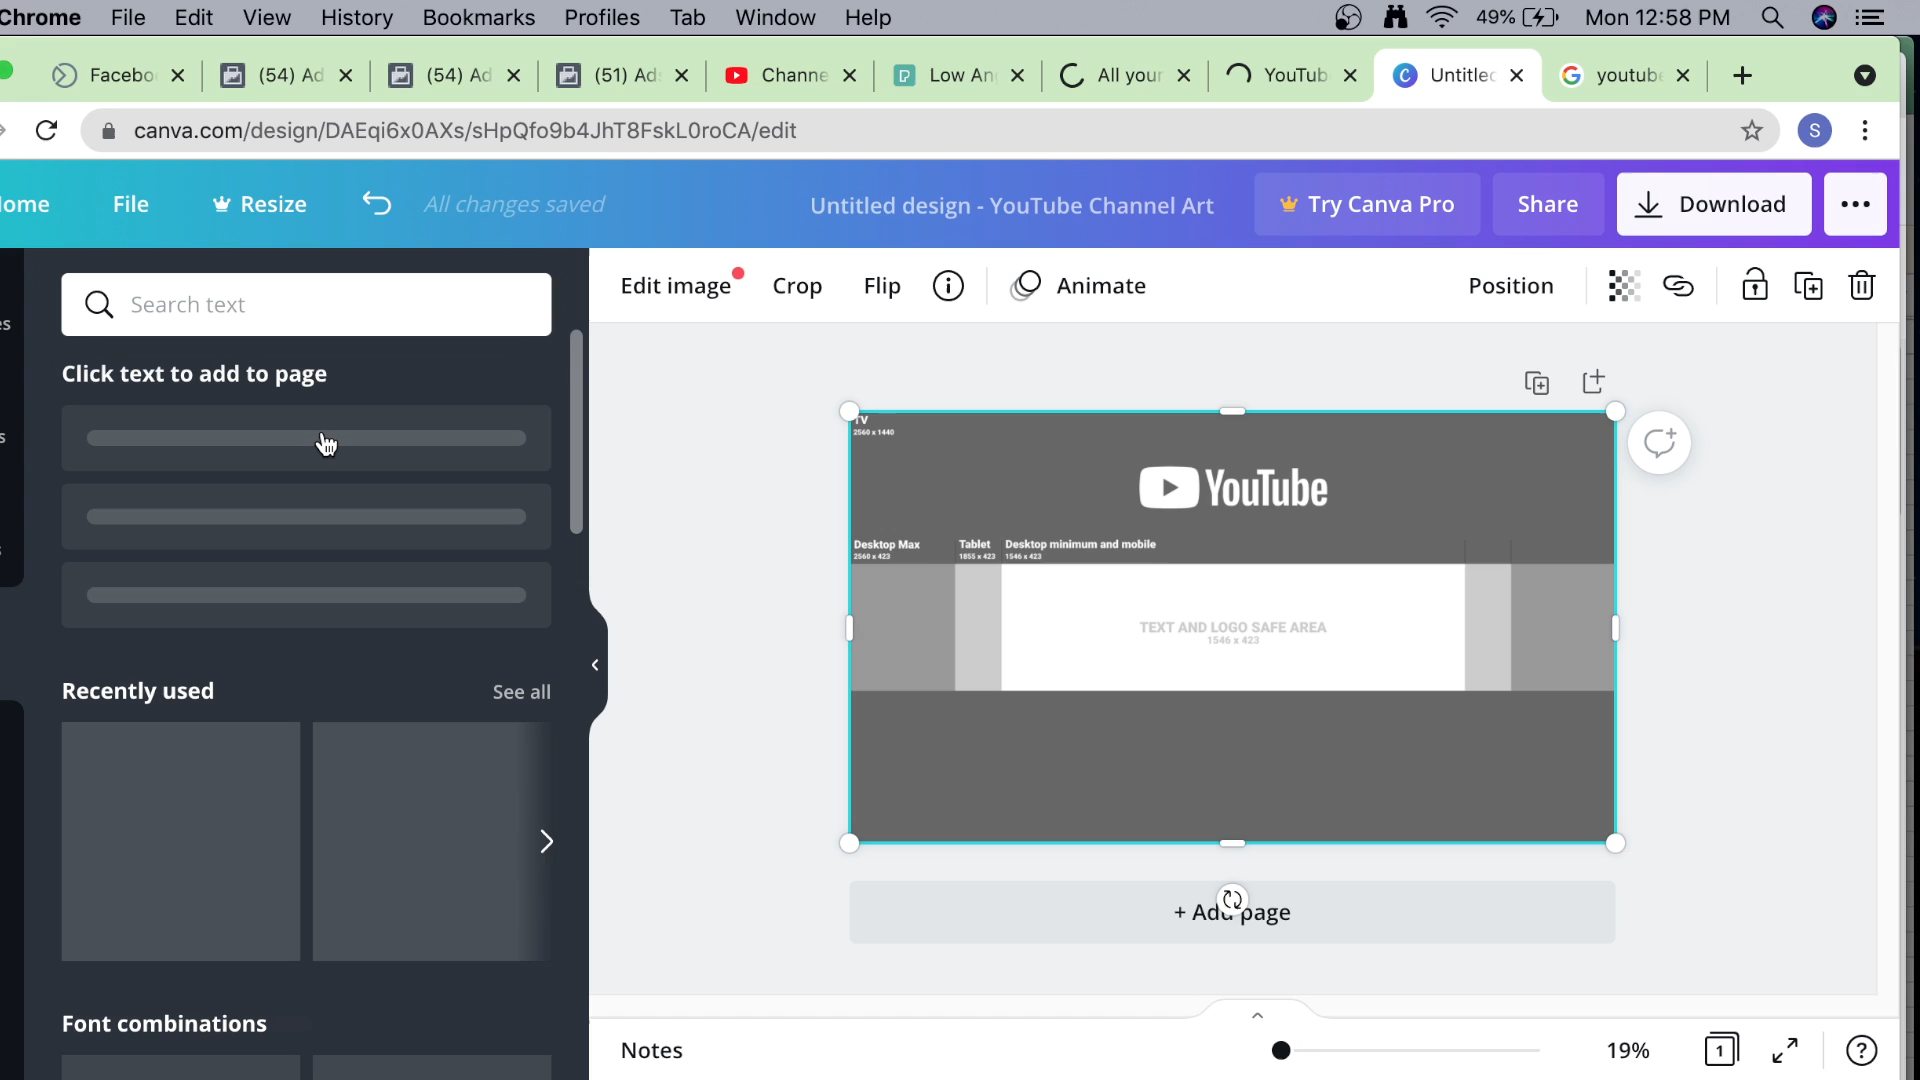 Chrome File Edit View History Bookmarks Profiles Tab Window Help 49% Mon 12:58 PM
Facebo (54) Ad (54) Ad (51) Ad Channe Low An All your YouTub Untitled youtub
canva.com/design/DAEqi6x0AXs/sHpQfo9b4JhT8FskL0roCA/edit S
ome File Resize All changes saved Untitled design - YouTube Channel Art Try Canva Pro Share Download
Search text
Edit image Crop Flip Animate Position
es
Click text to add to page
s
s
Recently used See all
Font combinations
TV
2560 x 1440
YouTube
Desktop Max Tablet Desktop minimum and mobile
2560 x 423 1855 x 423 1546 x 423
TEXT AND LOGO SAFE AREA
1546 x 423
+ Add page
Notes 19% 1 ?